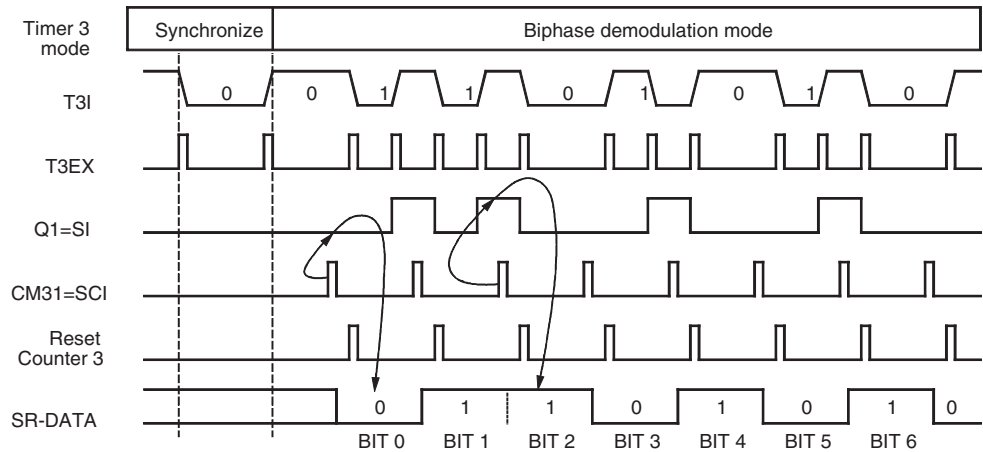 Timer 3
mode
Synchronize
Biphase demodulation mode
T3I
0 0 1 1 0 1 0 1 0
T3EX
Q1=SI
CM31=SCI
Reset
Counter 3
SR-DATA
0 1 1 0 1 0 1 0
BIT 0 BIT 1 BIT 2 BIT 3 BIT 4 BIT 5 BIT 6